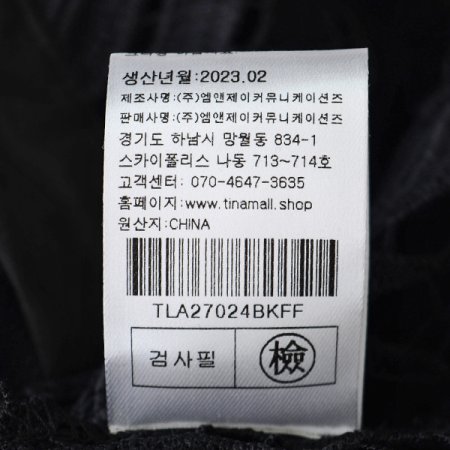 생산년월:2023.02
제조사명:(주)엠앤제이커뮤니케이션즈
판매사명:(주)엠앤제이커뮤니케이션즈
경기도 하남시 망월동 834-1
스카이폴리스 나동 713~714호
고객센터: 070-4647-3635
홈페이지:www.tinamall.shop
원산지:CHINA
TLA27024BKFF
검사필 檢